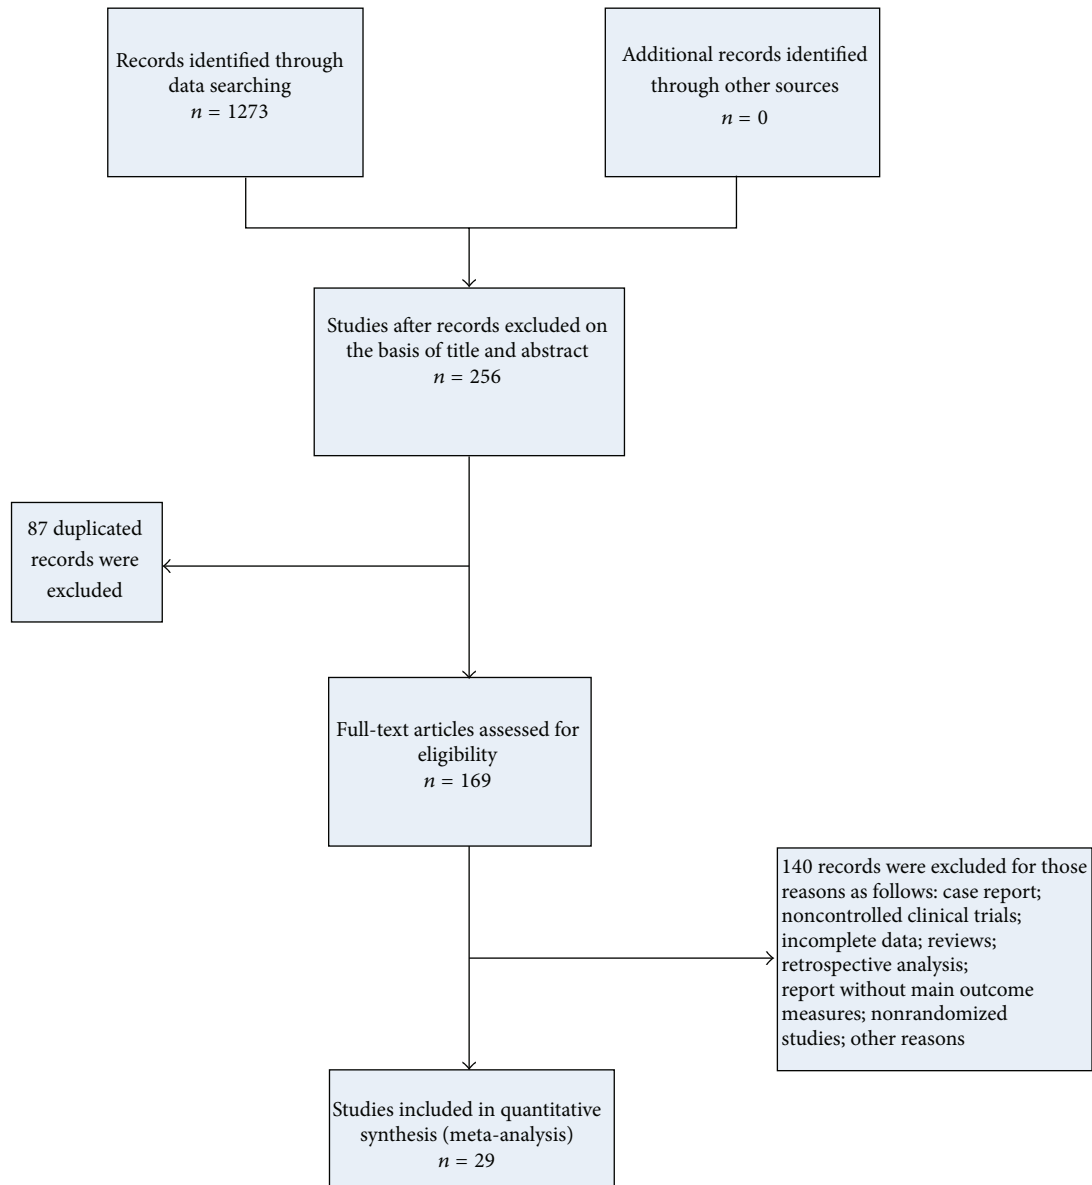 Records identified through
data searching
n = 1273
Additional records identified
through other sources
n = 0
Studies after records excluded on
the basis of title and abstract
n = 256
87 duplicated
records were
excluded
Full-text articles assessed for
eligibility
n = 169
140 records were excluded for those
reasons as follows: case report;
noncontrolled clinical trials;
incomplete data; reviews;
retrospective analysis;
report without main outcome
measures; nonrandomized
studies; other reasons
Studies included in quantitative
synthesis (meta-analysis)
n = 29